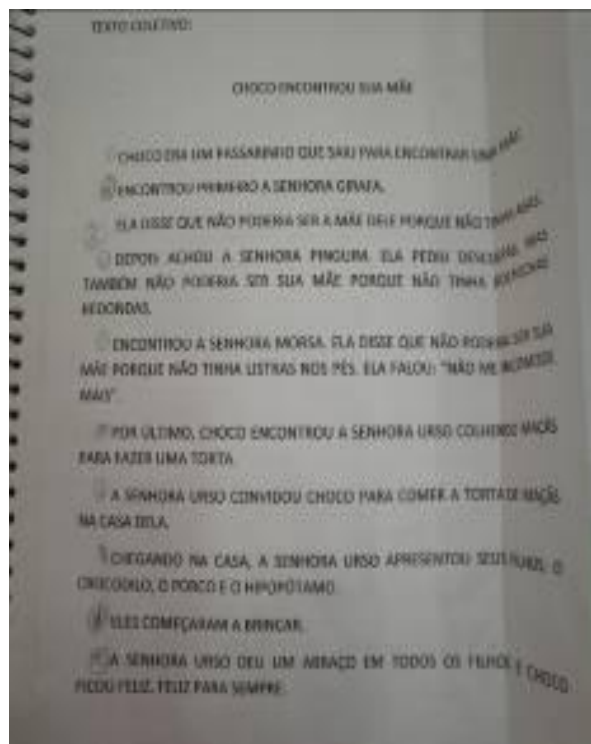 TEXTO COLETIVO:
CHOCO ENCONTROU SUA MÃE
CHOCO ERA UM PASSARINHO QUE SAIU PARA ENCONTRAR UMA MÃE.
ENCONTROU PRIMEIRO A SENHORA GIRAFA.
ELA DISSE QUE NÃO PODERIA SER A MÃE DELE PORQUE NÃO TINHA ASAS.
DEPOIS ACHOU A SENHORA PINGUIM. ELA PEDIU DESCULPAS, MAS
TAMBÉM NÃO PODERIA SER SUA MÃE PORQUE NÃO TINHA BOCHECHAS
REDONDAS.
ENCONTROU A SENHORA MORSA. ELA DISSE QUE NÃO PODERIA SER SUA
MÃE PORQUE NÃO TINHA LISTRAS NOS PÉS. ELA FALOU: "NÃO ME INCOMODE
MAIS".
POR ÚLTIMO, CHOCO ENCONTROU A SENHORA URSO COLHENDO MAÇÃS
PARA FAZER UMA TORTA.
A SENHORA URSO CONVIDOU CHOCO PARA COMER A TORTA DE MAÇÃS
NA CASA DELA.
CHEGANDO NA CASA, A SENHORA URSO APRESENTOU SEUS FILHOS: O
CROCODILO, O PORCO E O HIPOPÓTAMO.
ELES COMEÇARAM A BRINCAR.
A SENHORA URSO DEU UM ABRAÇO EM TODOS OS FILHOS E CHOCO
FICOU FELIZ, FELIZ PARA SEMPRE.